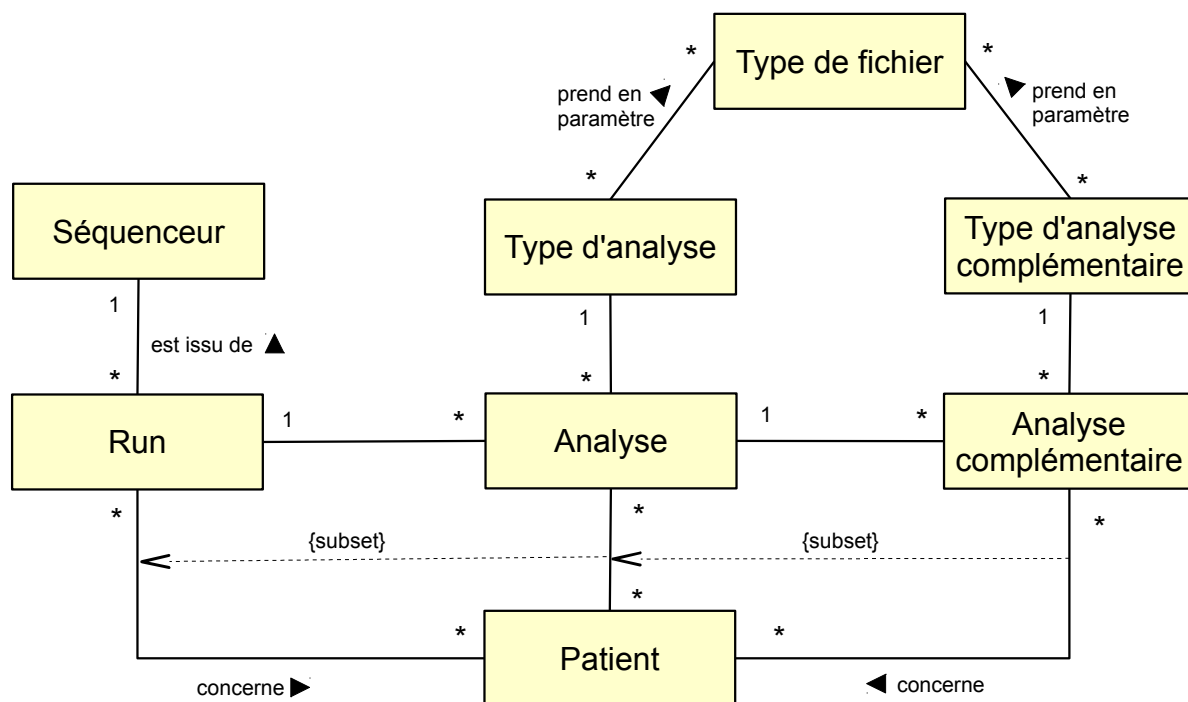 *
Type de fichier
*
prend en
paramètre
prend en
paramètre
*
*
Séquenceur
Type d'analyse
Type d'analyse
complémentaire
1
1
1
est issu de
*
*
*
Run
1
*
Analyse
1
*
Analyse
complémentaire
*
*
*
{subset}
{subset}
*
*
Patient
*
concerne
concerne